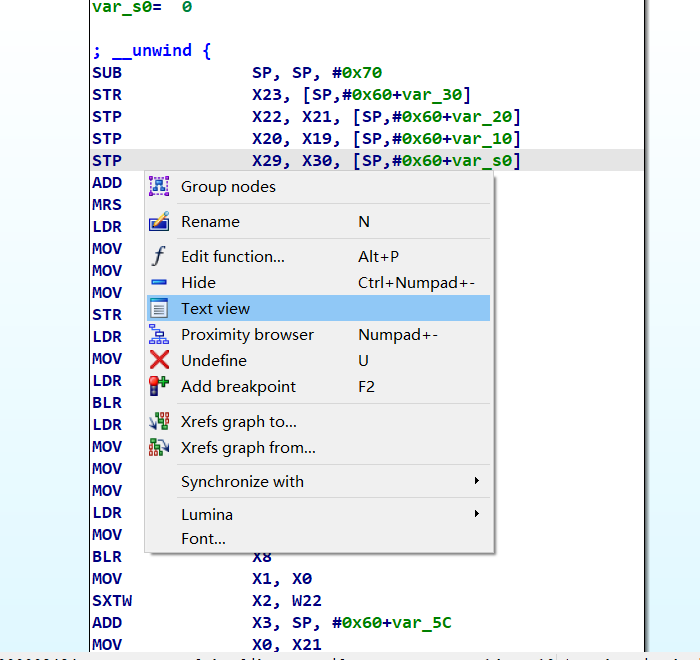 var_s0= 0
; __unwind {
SUB SP, SP, #0x70
STR X23, [SP,#0x60+var_30]
STP X22, X21, [SP,#0x60+var_20]
STP X20, X19, [SP,#0x60+var_10]
STP X29, X30, [SP,#0x60+var_s0]
ADD
MRS
LDR
MOV
MOV
MOV
STR
LDR
MOV
LDR
BLR
LDR
MOV
MOV
MOV
LDR
MOV
Group nodes
Rename N
Edit function... Alt+P
Hide Ctrl+Numpad+-
Text view
Proximity browser Numpad+-
Undefine U
Add breakpoint F2
Xrefs graph to...
Xrefs graph from...
Synchronize with
Lumina
Font...
BLR X8
MOV X1, X0
SXTW X2, W22
ADD X3, SP, #0x60+var_5C
MOV X0, X21